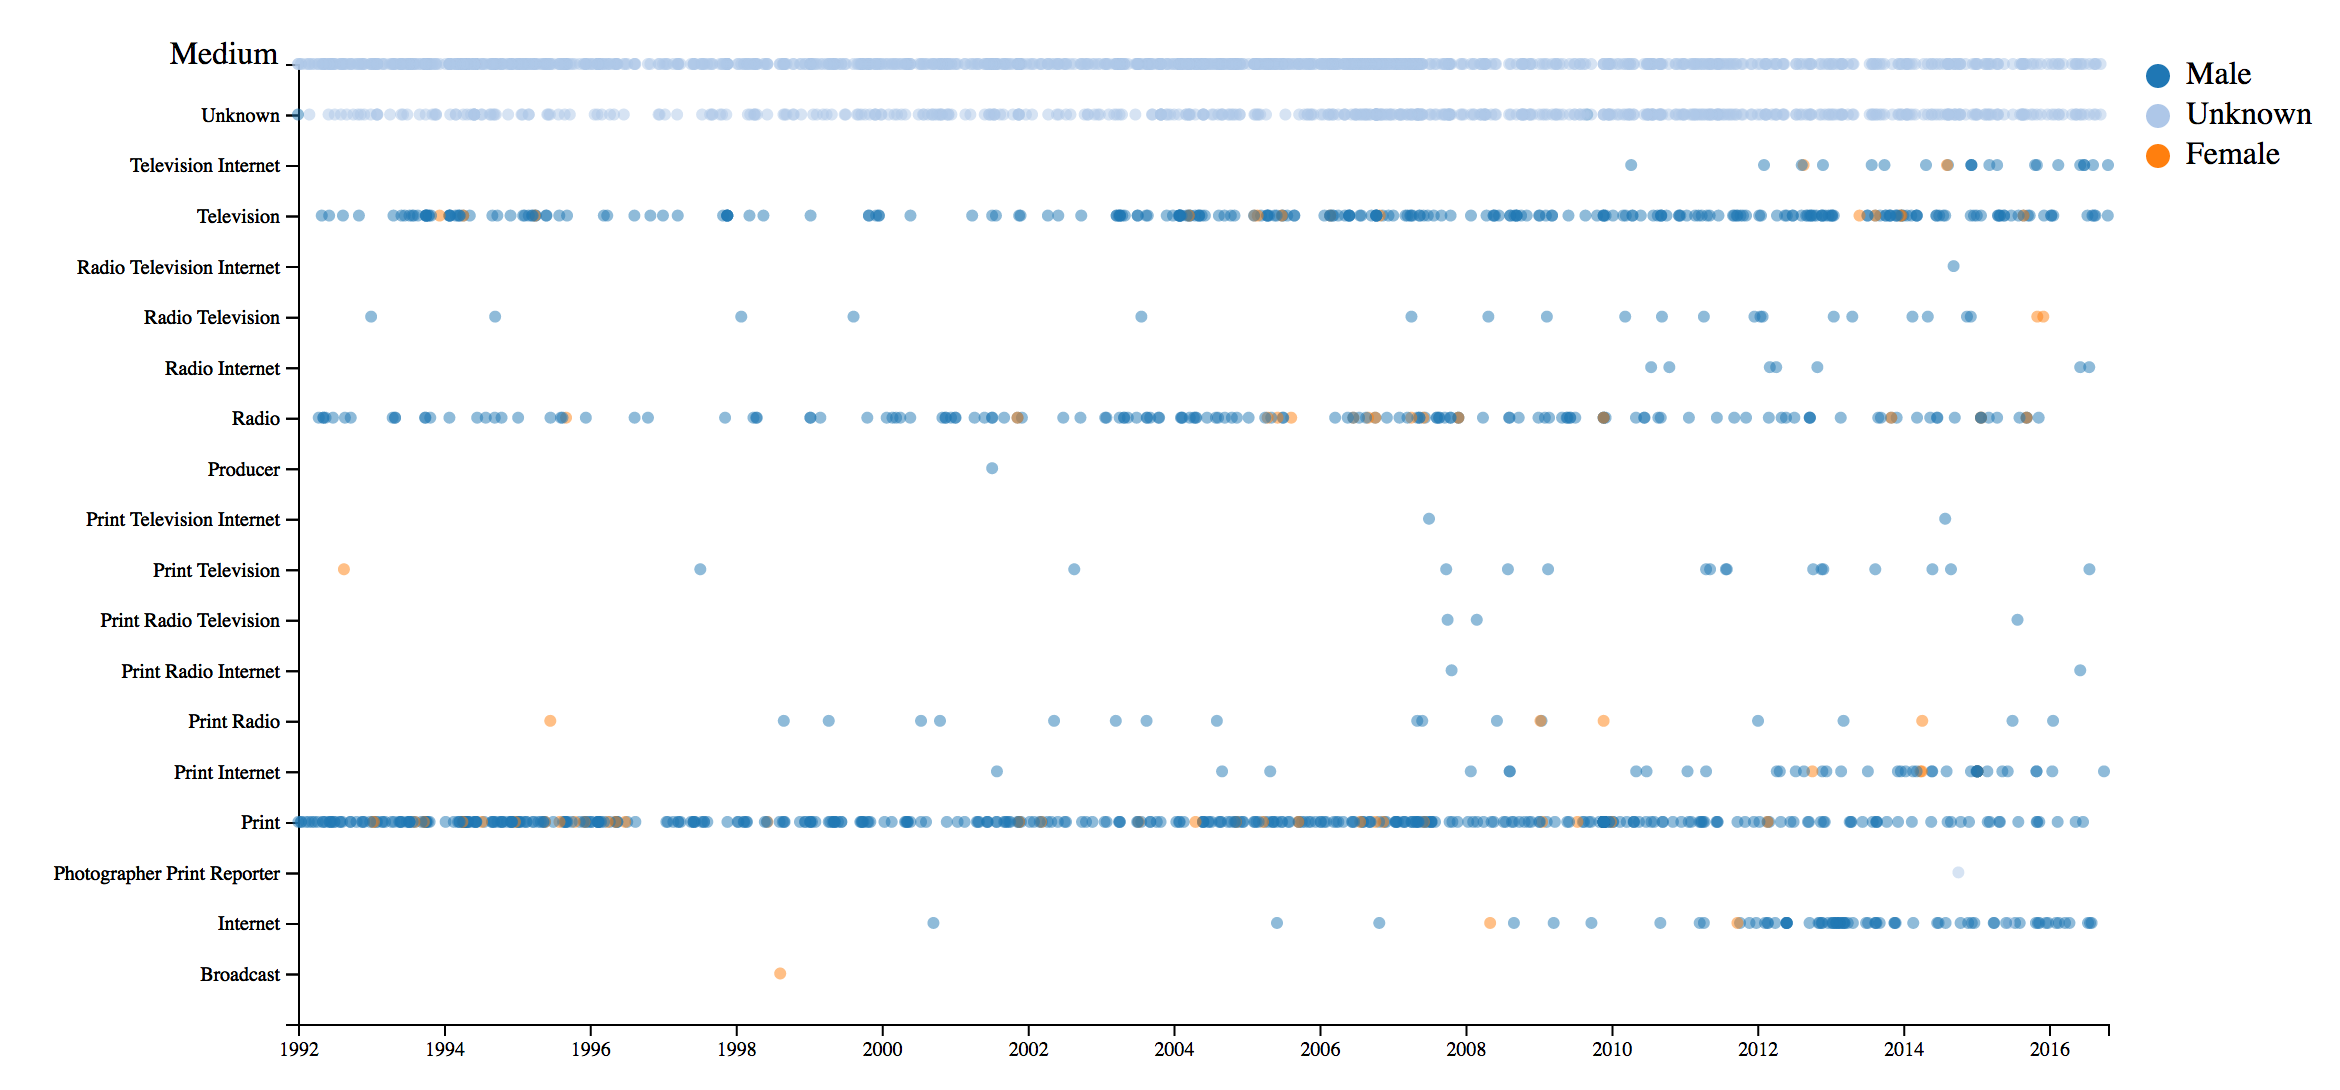 Medium
Male
Unknown
Female
Unknown
Television Internet
Television
Radio Television Internet
Radio Television
Radio Internet
Radio
Producer
Print Television Internet
Print Television
Print Radio Television
Print Radio Internet
Print Radio
Print Internet
Print
Photographer Print Reporter
Internet
Broadcast
1992 1994 1996 1998 2000 2002 2004 2006 2008 2010 2012 2014 2016